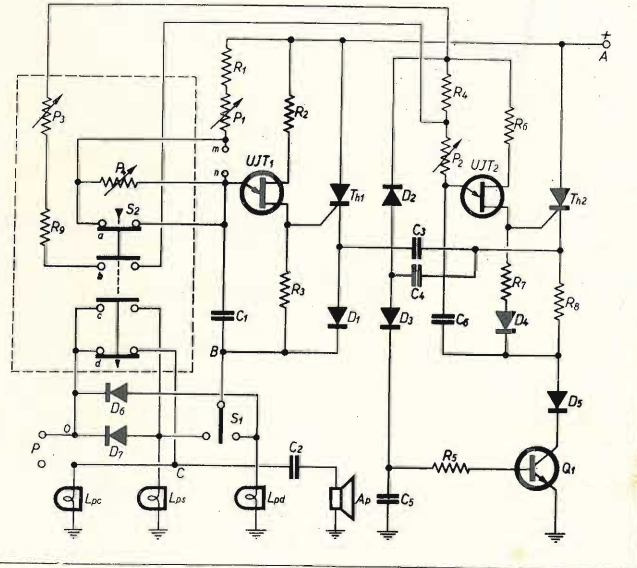 +
A
R1
R4
P3
P1
R2
R6
m
n
UJT1
P2
UJT2
P4
Th1
D2
Th2
S2
R9
a
C3
b
C4
R7
R3
R8
C1
D1
D3
C6
D4
c
B
d
D6
D5
S1
P
O
D7
C2
R5
Q1
C
Lpc
Lps
Lpd
Ap
C5